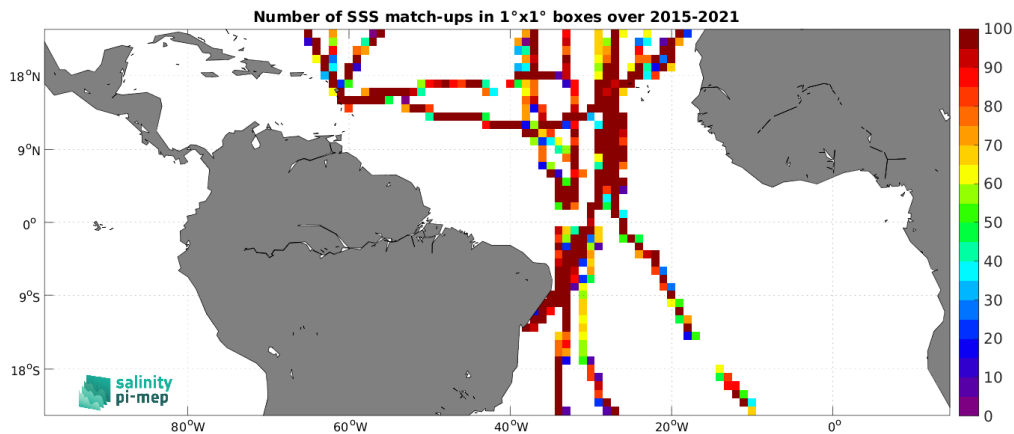 Number of SSS match-ups in 1°x1° boxes over 2015-2021
18°N
9°N
0°
9°S
18°S
80°W
60°W
40°W
20°W
0°
100
90
80
70
60
50
40
30
20
10
0
salinity
pi-mep